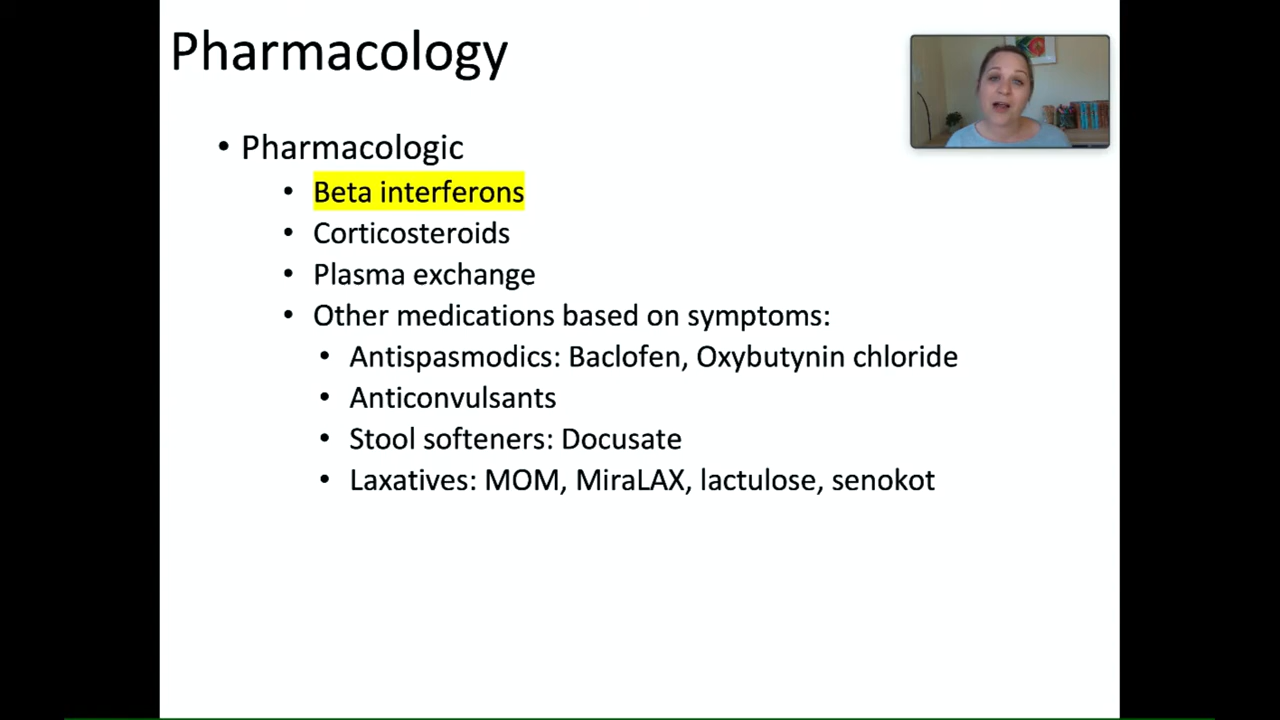 Pharmacology
• Pharmacologic
• Beta interferons
• Corticosteroids
• Plasma exchange
• Other medications based on symptoms:
• Antispasmodics: Baclofen, Oxybutynin chloride
• Anticonvulsants
• Stool softeners: Docusate
• Laxatives: MOM, MiraLAX, lactulose, senokot